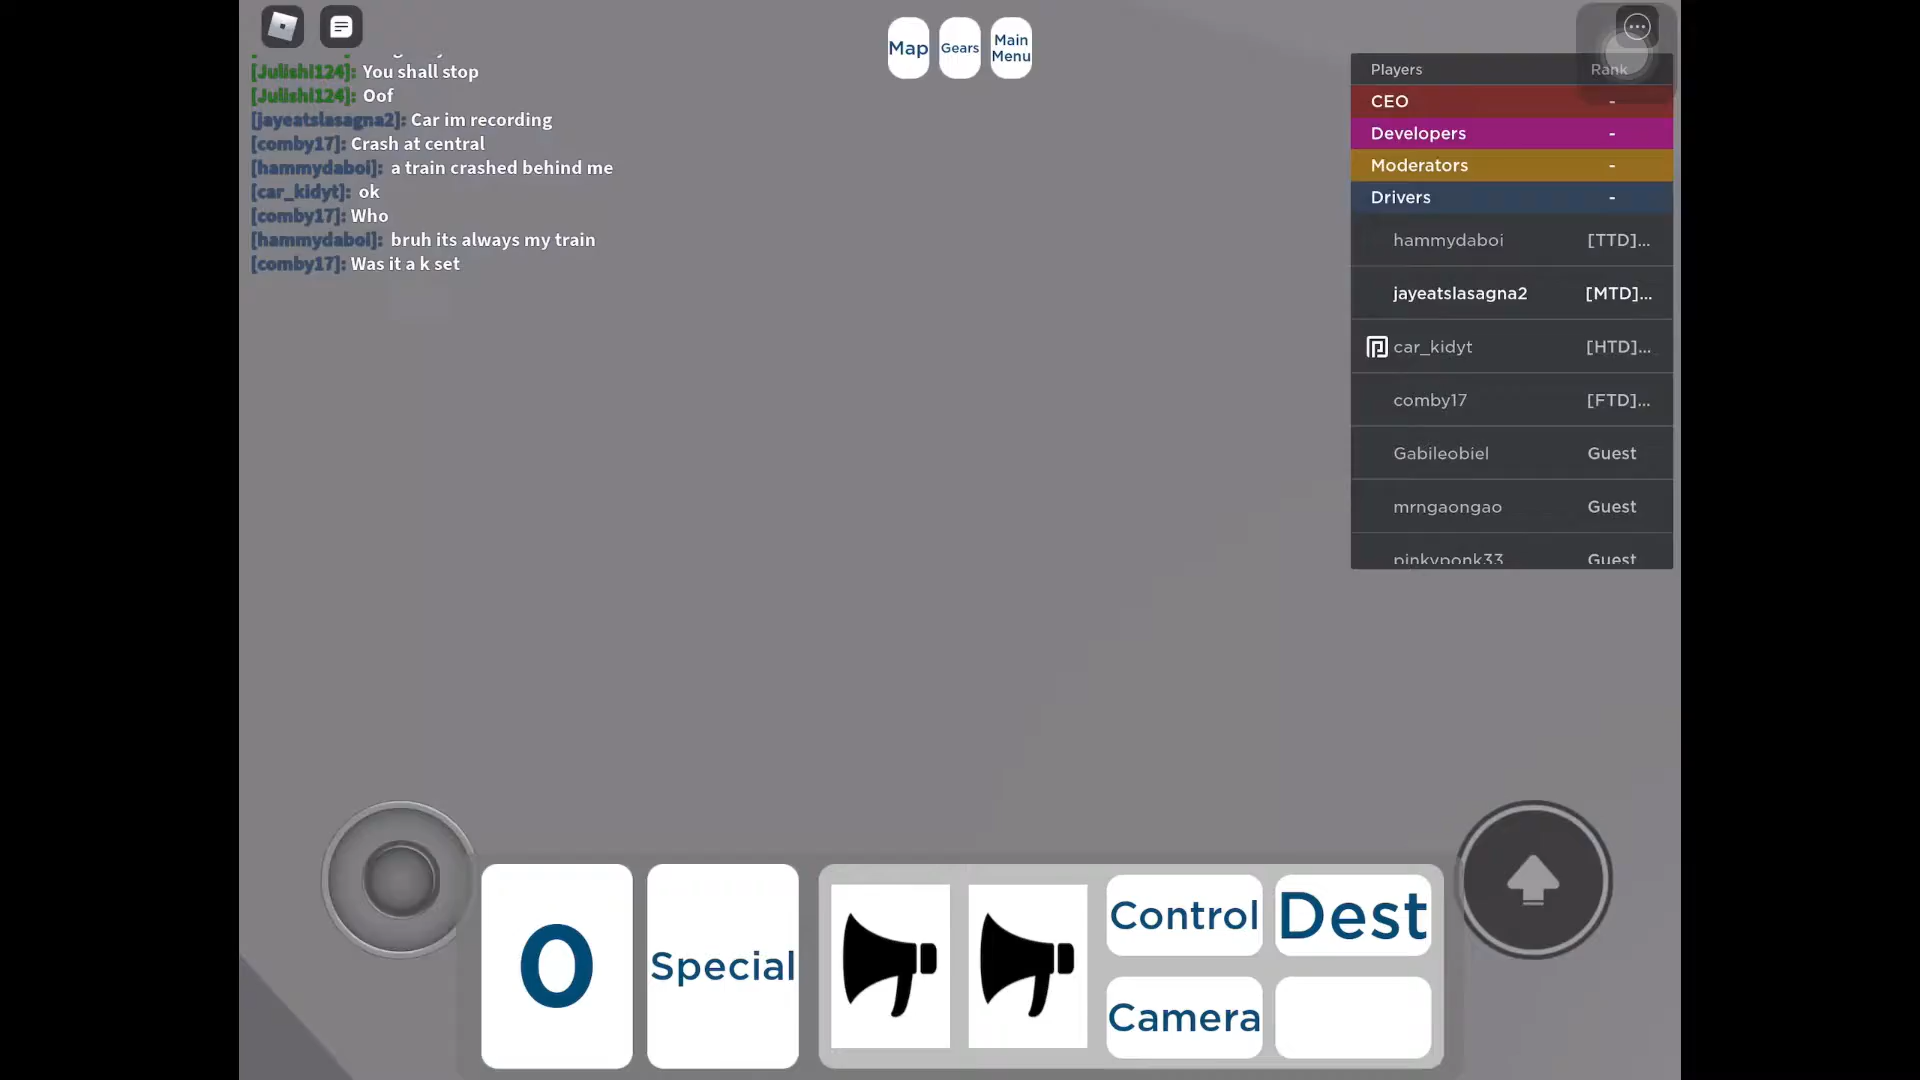 Map
Gears
Main
Menu
[Julishi124]: You shall stop
[Julishi124]: Oof
[jayeatslasagna2]: Car im recording
[comby17]: Crash at central
[hammydaboi]: a train crashed behind me
[car_kidyt]: ok
[comby17]: Who
[hammydaboi]: bruh its always my train
[comby17]: Was it a k set
Players Rank
CEO -
Developers -
Moderators -
Drivers -
hammydaboi [TTD]...
jayeatslasagna2 [MTD]...
car_kidyt [HTD]...
comby17 [FTD]...
Gabileobiel Guest
mrngaongao Guest
pinkyponk33 Guest
0
Special
Control
Dest
Camera